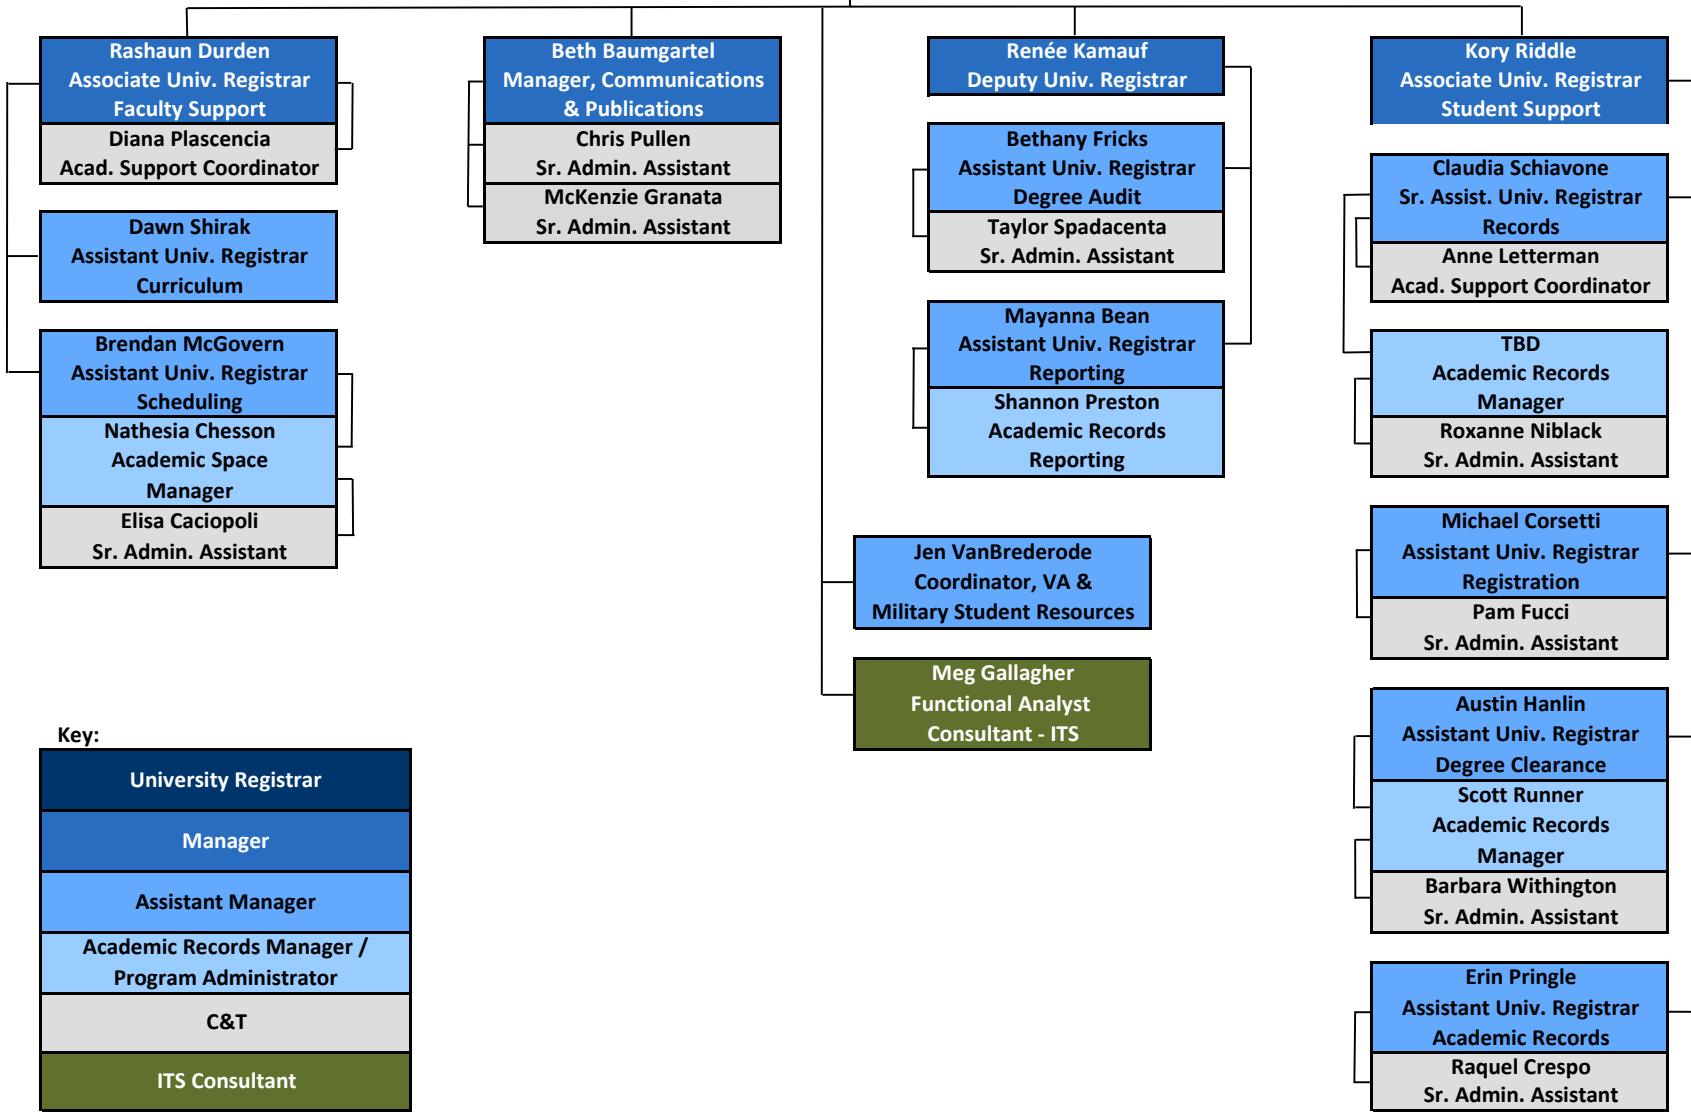 Rashaun Durden
Associate Univ. Registrar
Faculty Support
Diana Plascencia
Acad. Support Coordinator
Dawn Shirak
Assistant Univ. Registrar
Curriculum
Brendan McGovern
Assistant Univ. Registrar
Scheduling
Nathesia Chesson
Academic Space
Manager
Elisa Caciopoli
Sr. Admin. Assistant
Beth Baumgartel
Manager, Communications
& Publications
Chris Pullen
Sr. Admin. Assistant
McKenzie Granata
Sr. Admin. Assistant
Renée Kamauf
Deputy Univ. Registrar
Bethany Fricks
Assistant Univ. Registrar
Degree Audit
Taylor Spadacenta
Sr. Admin. Assistant
Mayanna Bean
Assistant Univ. Registrar
Reporting
Shannon Preston
Academic Records
Reporting
Jen VanBrederode
Coordinator, VA &
Military Student Resources
Meg Gallagher
Functional Analyst
Consultant - ITS
Kory Riddle
Associate Univ. Registrar
Student Support
Claudia Schiavone
Sr. Assist. Univ. Registrar
Records
Anne Letterman
Acad. Support Coordinator
TBD
Academic Records
Manager
Roxanne Niblack
Sr. Admin. Assistant
Michael Corsetti
Assistant Univ. Registrar
Registration
Pam Fucci
Sr. Admin. Assistant
Austin Hanlin
Assistant Univ. Registrar
Degree Clearance
Scott Runner
Academic Records
Manager
Barbara Withington
Sr. Admin. Assistant
Erin Pringle
Assistant Univ. Registrar
Academic Records
Raquel Crespo
Sr. Admin. Assistant
Key:
University Registrar
Manager
Assistant Manager
Academic Records Manager /
Program Administrator
C&T
ITS Consultant